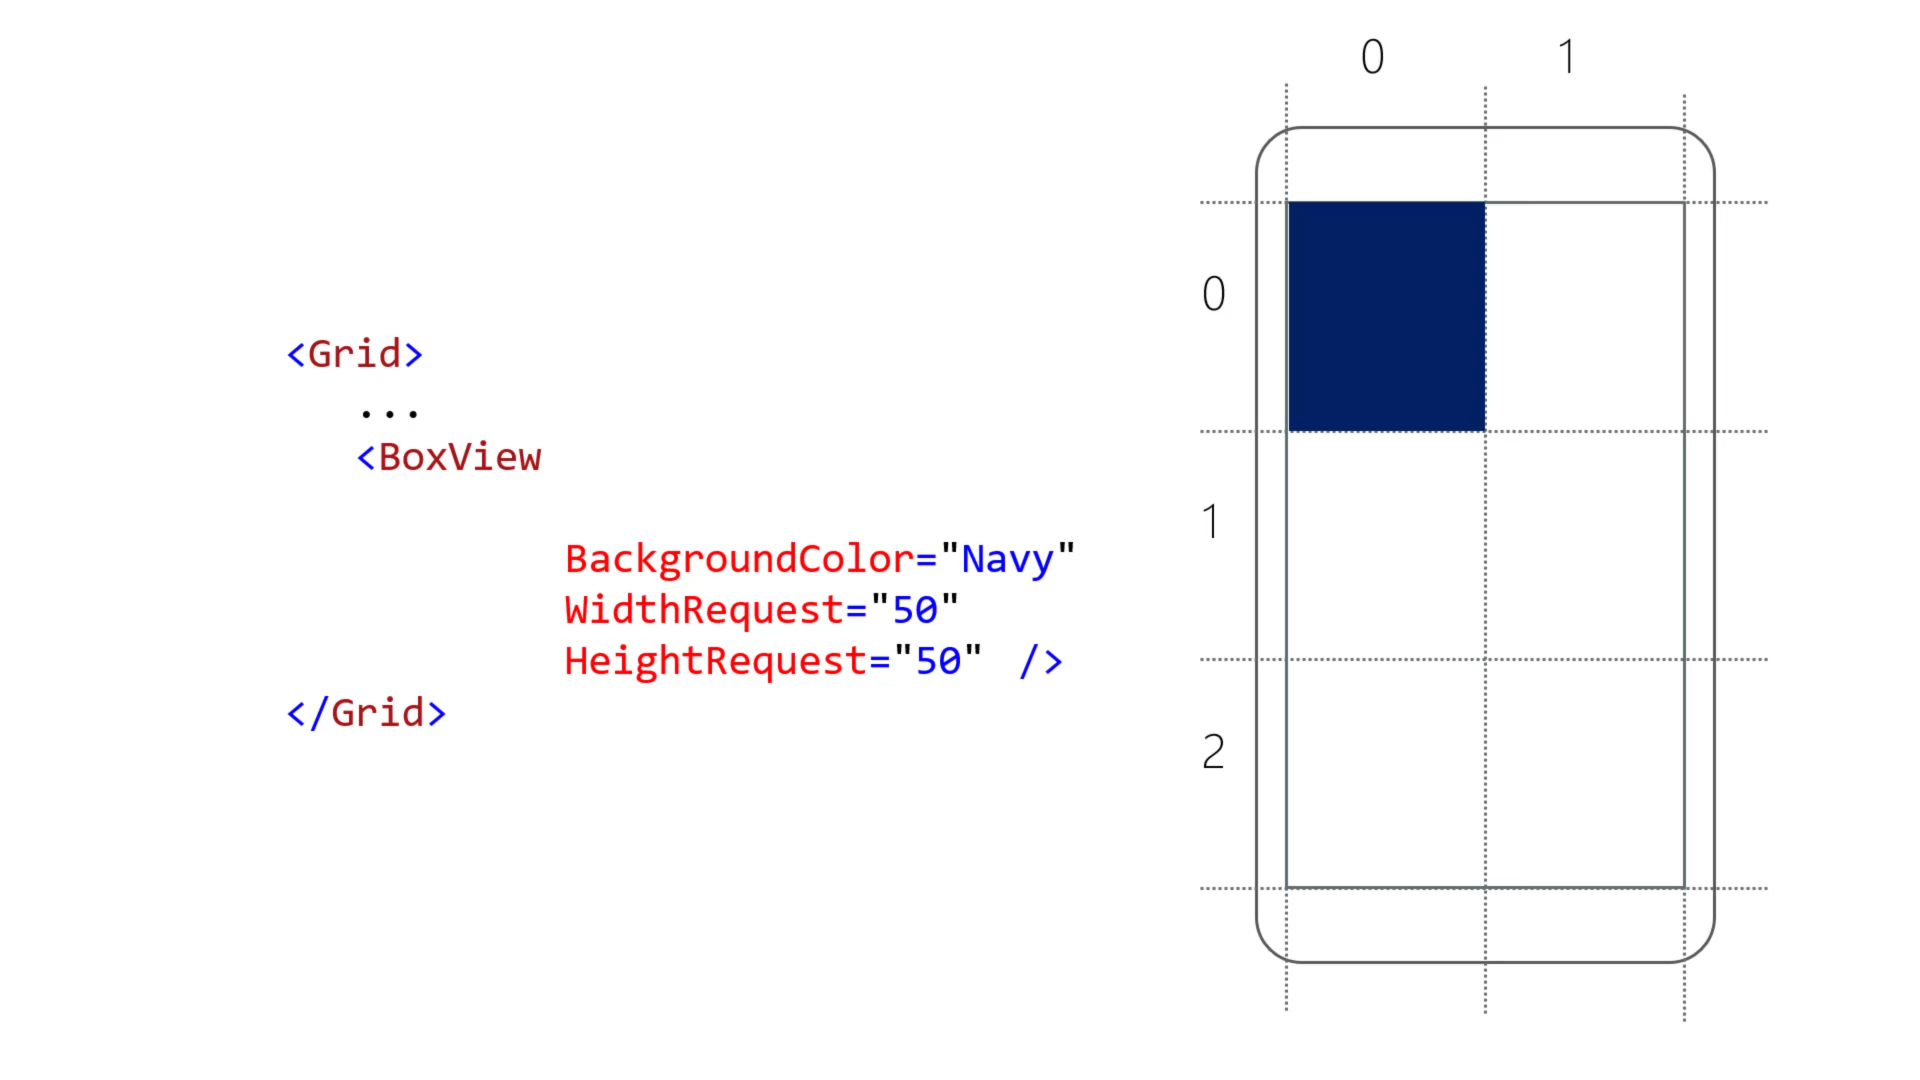 <Grid>
...
<BoxView
BackgroundColor="Navy"
WidthRequest="50"
HeightRequest="50" />
</Grid>
0 1
0
1
2